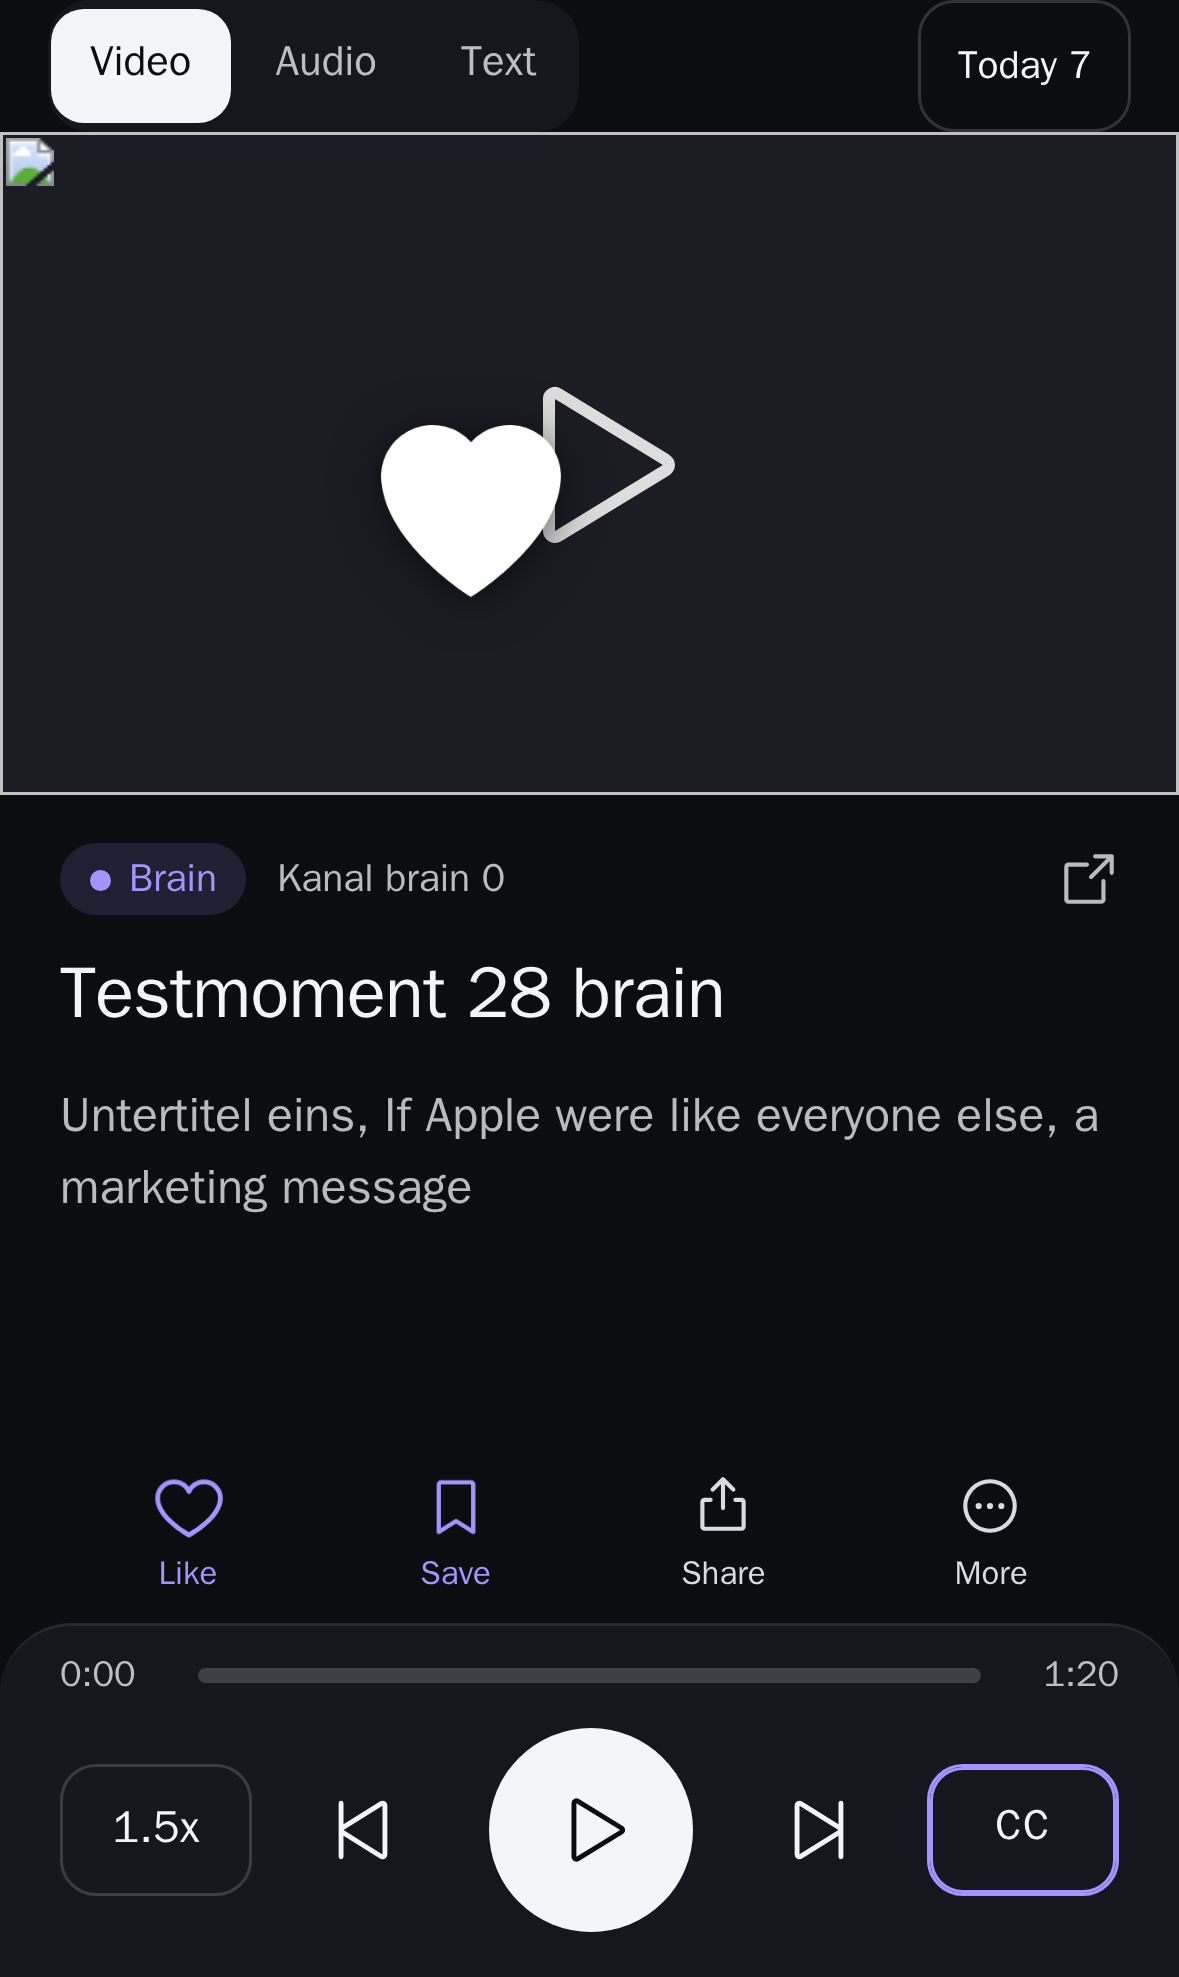 Video Audio Text Today 7
Brain Kanal brain 0
Testmoment 28 brain
Untertitel eins, If Apple were like everyone else, a
marketing message
Like Save Share More
0:00 1:20
1.5x CC